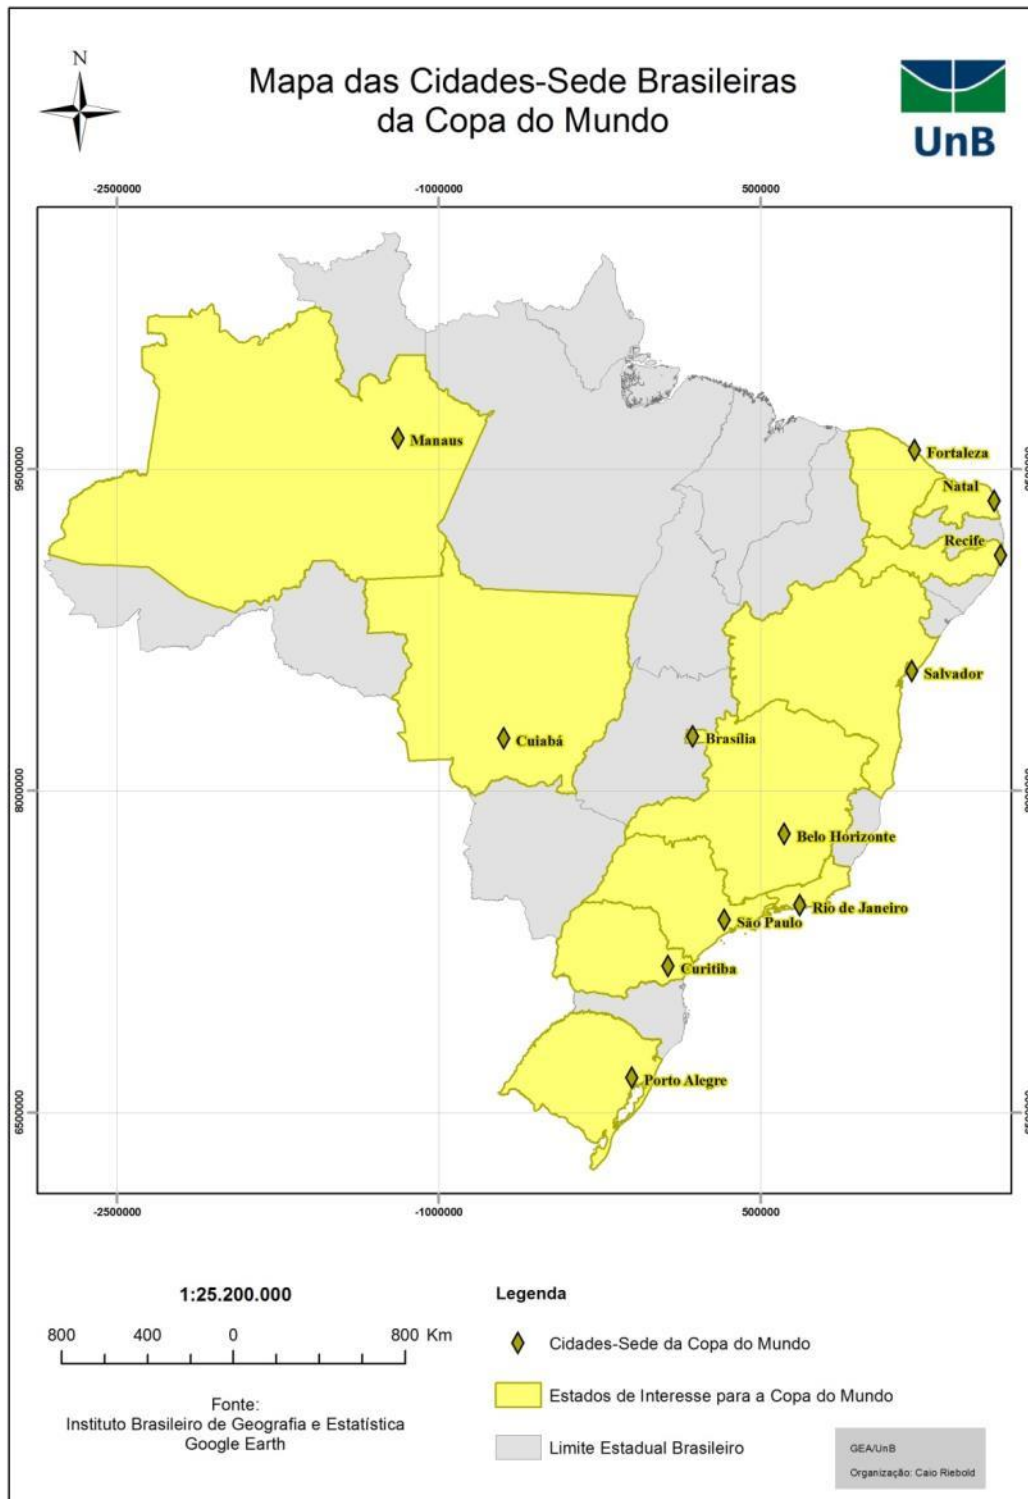 N
Mapa das Cidades-Sede Brasileiras
da Copa do Mundo
UnB
-2500000
-1000000
500000
Manaus
Fortaleza
9500000
9500000
Natal
Recife
Salvador
Cuiabá
Brasília
8000000
8000000
Belo Horizonte
Rio de Janeiro
São Paulo
Curitiba
Porto Alegre
6500000
6500000
-2500000
-1000000
500000
1:25.200.000
800 400 0 800 Km
Fonte:
Instituto Brasileiro de Geografia e Estatística
Google Earth
Legenda
Cidades-Sede da Copa do Mundo
Estados de Interesse para a Copa do Mundo
Limite Estadual Brasileiro
GEA/UnB
Organização: Caio Riebold